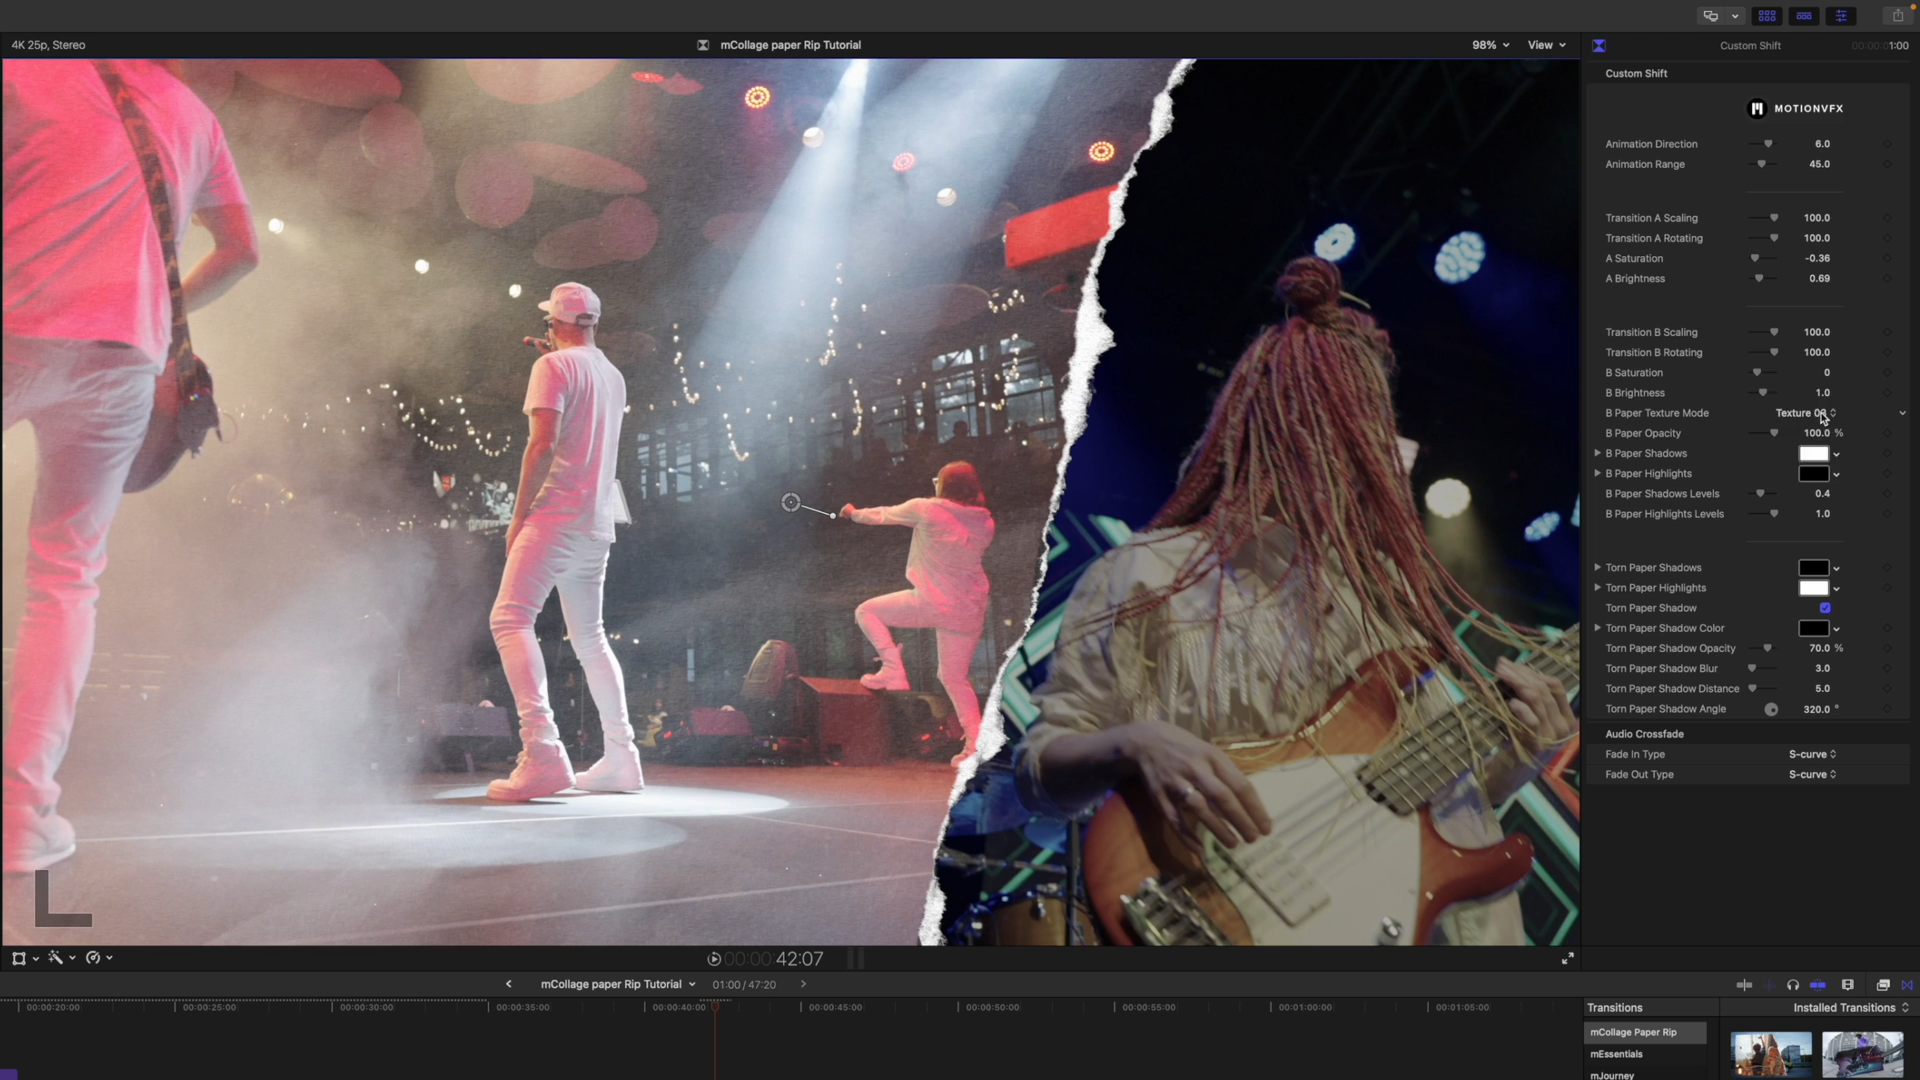 4K 25p, Stereo
mCollage paper Rip Tutorial
98%
View
Custom Shift
00:00:01:00
Custom Shift
MOTIONVFX
Animation Direction 6.0
Animation Range 45.0
Transition A Scaling 100.0
Transition A Rotating 100.0
A Saturation -0.36
A Brightness 0.69
Transition B Scaling 100.0
Transition B Rotating 100.0
B Saturation 0
B Brightness 1.0
B Paper Texture Mode Texture
B Paper Opacity 100.0 %
B Paper Shadows
B Paper Highlights
B Paper Shadows Levels 0.4
B Paper Highlights Levels 1.0
Torn Paper Shadows
Torn Paper Highlights
Torn Paper Shadow
Torn Paper Shadow Color
Torn Paper Shadow Opacity 70.0 %
Torn Paper Shadow Blur 3.0
Torn Paper Shadow Distance 5.0
Torn Paper Shadow Angle 320.0 °
Audio Crossfade
Fade In Type S-curve
Fade Out Type S-curve
00:00:00:42:07
mCollage paper Rip Tutorial
01:00 / 47:20
00:00:20:00
00:00:25:00
00:00:30:00
00:00:35:00
00:00:40:00
00:00:45:00
00:00:50:00
00:00:55:00
00:01:00:00
00:01:05:00
Transitions
Installed Transitions
mCollage Paper Rip
mEssentials
mJourney